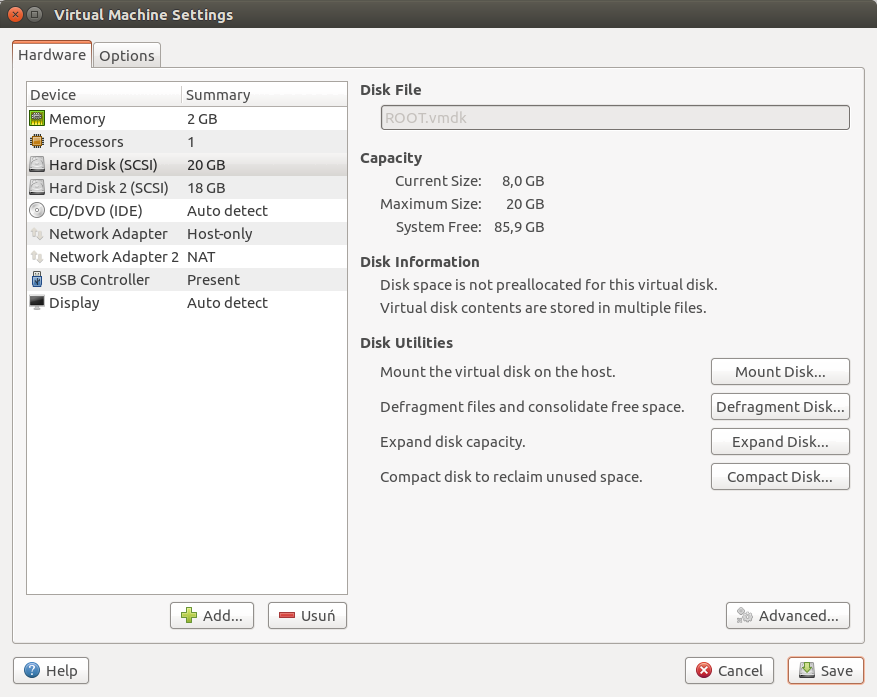 Virtual Machine Settings
Hardware Options
Device Summary
Memory 2 GB
Processors 1
Hard Disk (SCSI) 20 GB
Hard Disk 2 (SCSI) 18 GB
CD/DVD (IDE) Auto detect
Network Adapter Host-only
Network Adapter 2 NAT
USB Controller Present
Display Auto detect
Add...
Usuń
Disk File
ROOT.vmdk
Capacity
Current Size: 8,0 GB
Maximum Size: 20 GB
System Free: 85,9 GB
Disk Information
Disk space is not preallocated for this virtual disk.
Virtual disk contents are stored in multiple files.
Disk Utilities
Mount the virtual disk on the host. Mount Disk...
Defragment files and consolidate free space. Defragment Disk...
Expand disk capacity. Expand Disk...
Compact disk to reclaim unused space. Compact Disk...
Advanced...
Help
Cancel
Save